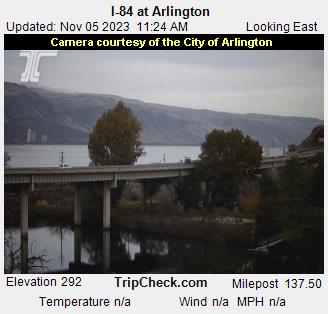 I-84 at Arlington
Updated: Nov 05 2023 11:24 AM Looking East
Camera courtesy of the City of Arlington
Elevation 292 TripCheck.com Milepost 137.50
Temperature n/a Wind n/a MPH n/a